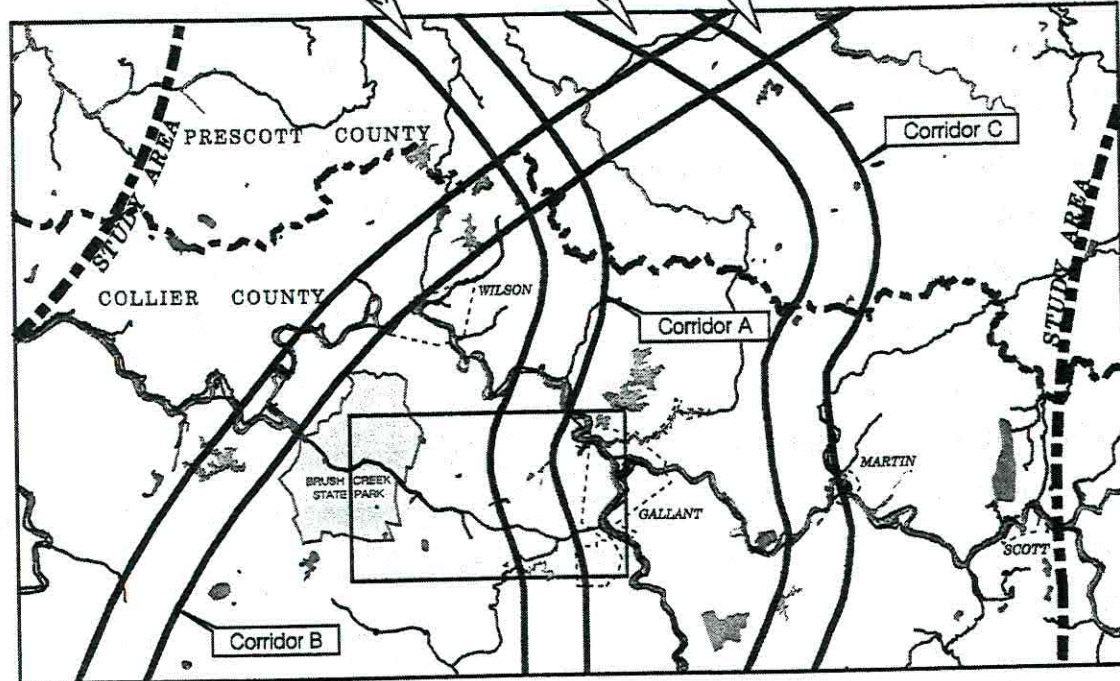 PRESCOTT COUNTY
Corridor C
STUDY AREA
STUDY AREA
COLLIER COUNTY
WILSON
Corridor A
BRUSH CREEK
STATE PARK
MARTIN
GALLANT
SCOTT
Corridor B